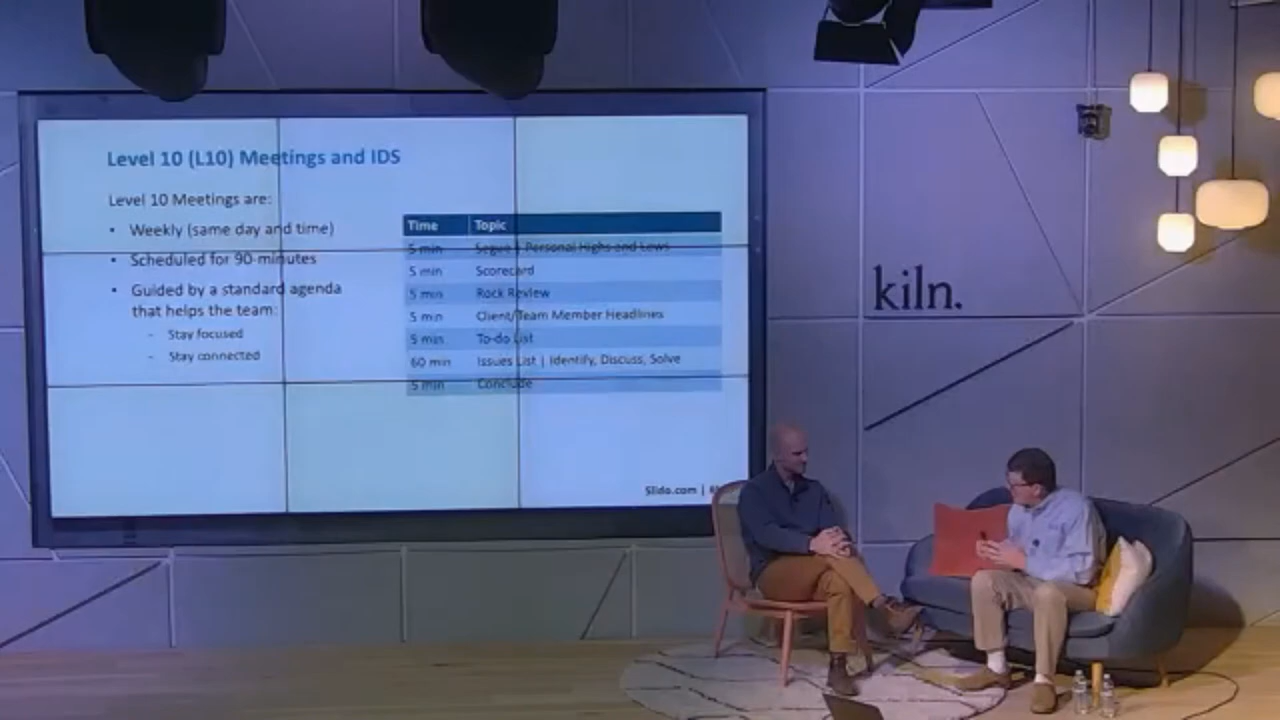 Level 10 (L10) Meetings and IDS
Level 10 Meetings are:
• Weekly (same day and time)
• Scheduled for 90-minutes
• Guided by a standard agenda
that helps the team:
- Stay focused
- Stay connected
Time Topic
5 min Segue | Personal Highs and Lows
5 min Scorecard
5 min Rock Review
5 min Client/Team Member Headlines
5 min To-do List
60 min Issues List | Identify, Discuss, Solve
5 min Conclude
Slido.com |
kiln.